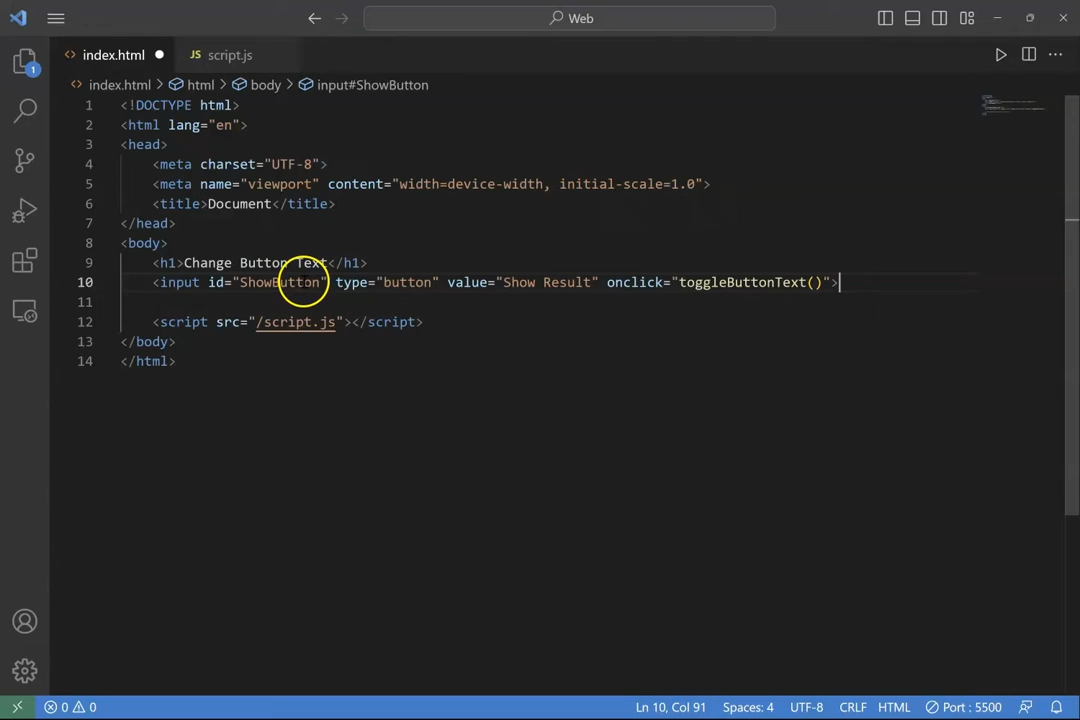 Web
index.html
JS script.js
index.html > html > body > input#ShowButton
1 <!DOCTYPE html>
2 <html lang="en">
3 <head>
4 <meta charset="UTF-8">
5 <meta name="viewport" content="width=device-width, initial-scale=1.0">
6 <title>Document</title>
7 </head>
8 <body>
9 <h1>Change Button Text</h1>
10 <input id="ShowButton" type="button" value="Show Result" onclick="toggleButtonText()">
11
12 <script src="/script.js"></script>
13 </body>
14 </html>
1
0 0 Ln 10, Col 91 Spaces: 4 UTF-8 CRLF HTML Port : 5500